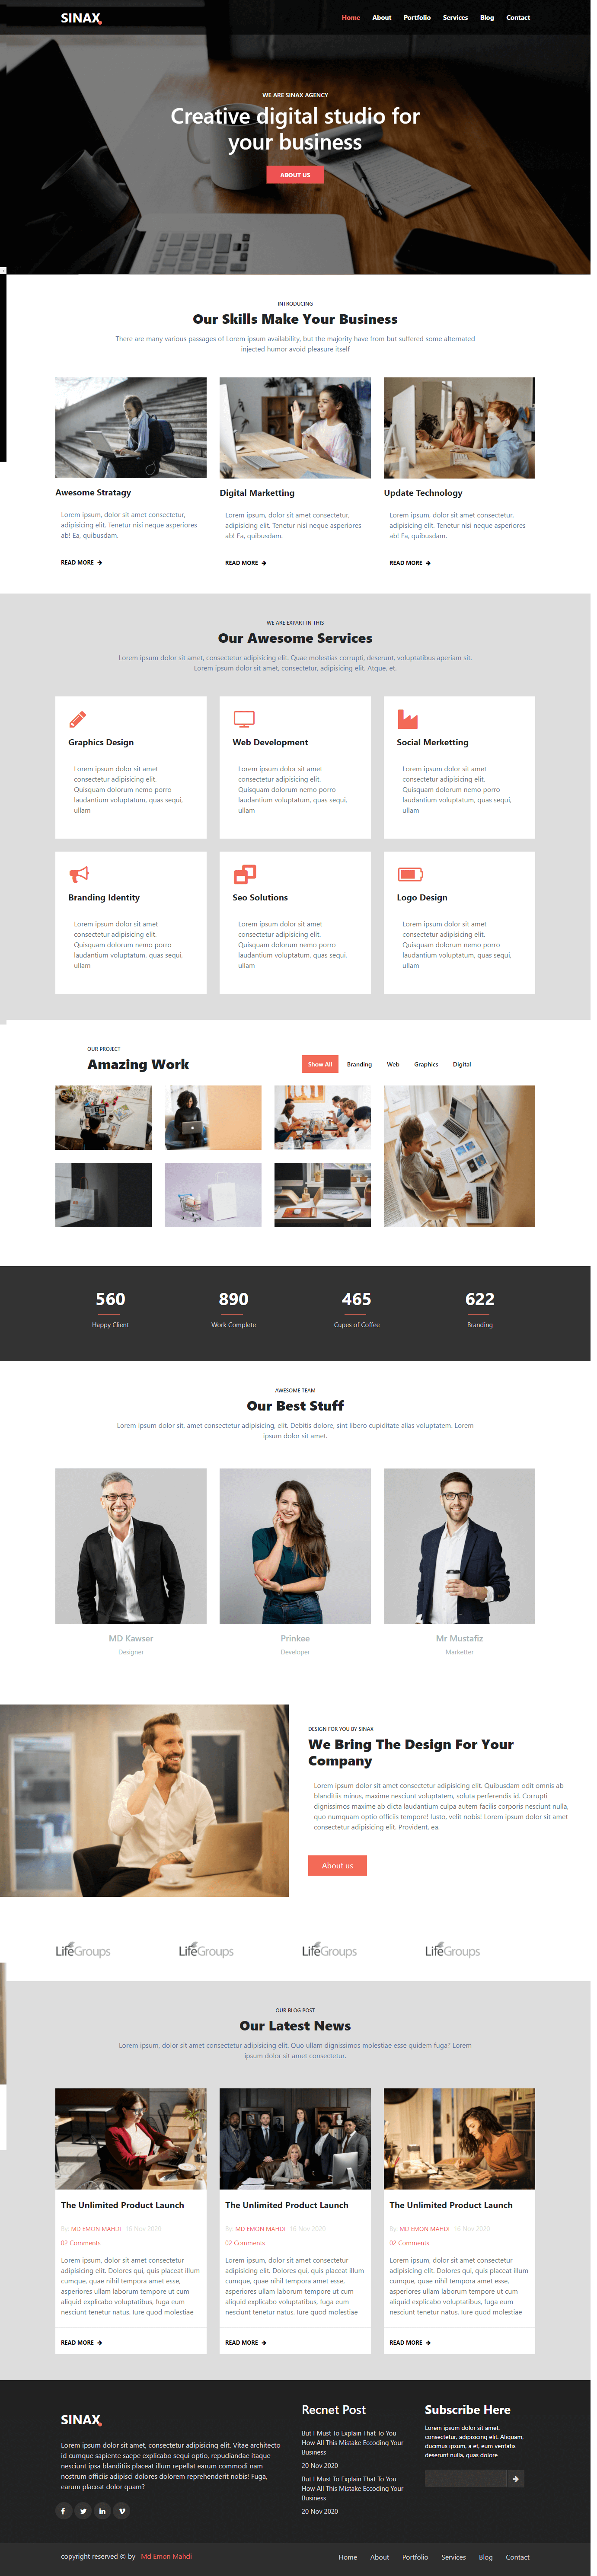 SINAX
Home About Portfolio Services Blog Contact
WE ARE SINAX AGENCY
Creative digital studio for
your business
ABOUT US
INTRODUCING
Our Skills Make Your Business
There are many various passages of Lorem ipsum availability, but the majority have from but suffered some alternated
injected humor avoid pleasure itself
Awesome Stratagy
Lorem ipsum, dolor sit amet consectetur,
adipisicing elit. Tenetur nisi neque asperiores
ab! Ea, quibusdam.
READ MORE
Digital Marketting
Lorem ipsum, dolor sit amet consectetur,
adipisicing elit. Tenetur nisi neque asperiores
ab! Ea, quibusdam.
READ MORE
Update Technology
Lorem ipsum, dolor sit amet consectetur,
adipisicing elit. Tenetur nisi neque asperiores
ab! Ea, quibusdam.
READ MORE
WE ARE EXPART IN THIS
Our Awesome Services
Lorem ipsum dolor sit amet, consectetur adipisicing elit. Quae molestias corrupti, deserunt, voluptatibus aperiam sit.
Lorem ipsum dolor sit amet, consectetur, adipisicing elit. Atque, et.
Graphics Design
Lorem ipsum dolor sit amet
consectetur adipisicing elit.
Quisquam dolorum nemo porro
laudantium voluptatum, quas sequi,
ullam
Web Development
Lorem ipsum dolor sit amet
consectetur adipisicing elit.
Quisquam dolorum nemo porro
laudantium voluptatum, quas sequi,
ullam
Social Merketting
Lorem ipsum dolor sit amet
consectetur adipisicing elit.
Quisquam dolorum nemo porro
laudantium voluptatum, quas sequi,
ullam
Branding Identity
Lorem ipsum dolor sit amet
consectetur adipisicing elit.
Quisquam dolorum nemo porro
laudantium voluptatum, quas sequi,
ullam
Seo Solutions
Lorem ipsum dolor sit amet
consectetur adipisicing elit.
Quisquam dolorum nemo porro
laudantium voluptatum, quas sequi,
ullam
Logo Design
Lorem ipsum dolor sit amet
consectetur adipisicing elit.
Quisquam dolorum nemo porro
laudantium voluptatum, quas sequi,
ullam
OUR PROJECT
Amazing Work
Show All Branding Web Graphics Digital
560 890 465 622
Happy Client Work Complete Cupes of Coffee Branding
AWESOME TEAM
Our Best Stuff
Lorem ipsum dolor sit, amet consectetur adipisicing, elit. Debitis dolore, sint libero cupiditate alias voluptatem. Lorem
ipsum dolor sit amet.
MD Kawser Prinkee Mr Mustafiz
Designer Developer Marketter
DESIGN FOR YOU BY SINAX
We Bring The Design For Your
Company
Lorem ipsum dolor sit amet consectetur adipisicing elit. Quibusdam odit omnis ab
blanditiis minus, maxime nesciunt voluptatem, soluta perferendis id. Corrupti
dignissimos maxime ab dicta laudantium culpa autem facilis corporis nesciunt nulla,
quo numquam optio officiis tempore! Iusto, velit nobis! Lorem ipsum dolor sit amet
consectetur adipisicing elit. Provident, ea.
About us
LifeGroups LifeGroups LifeGroups LifeGroups
OUR BLOG POST
Our Latest News
Lorem ipsum, dolor sit amet consectetur adipisicing elit. Quo ullam dignissimos molestiae esse quidem fuga? Lorem
ipsum dolor sit amet consectetur.
The Unlimited Product Launch
By: MD EMON MAHDI 16 Nov 2020
02 Comments
Lorem ipsum, dolor sit amet consectetur
adipisicing elit. Dolores qui, quis placeat illum
cumque, quae nihil tempora amet esse,
asperiores ullam laborum tempore ut cum
aliquid explicabo voluptatibus, fuga eum
nesciunt tenetur natus. Iure quod molestiae
READ MORE
The Unlimited Product Launch
By: MD EMON MAHDI 16 Nov 2020
02 Comments
Lorem ipsum, dolor sit amet consectetur
adipisicing elit. Dolores qui, quis placeat illum
cumque, quae nihil tempora amet esse,
asperiores ullam laborum tempore ut cum
aliquid explicabo voluptatibus, fuga eum
nesciunt tenetur natus. Iure quod molestiae
READ MORE
The Unlimited Product Launch
By: MD EMON MAHDI 16 Nov 2020
02 Comments
Lorem ipsum, dolor sit amet consectetur
adipisicing elit. Dolores qui, quis placeat illum
cumque, quae nihil tempora amet esse,
asperiores ullam laborum tempore ut cum
aliquid explicabo voluptatibus, fuga eum
nesciunt tenetur natus. Iure quod molestiae
READ MORE
SINAX
Lorem ipsum dolor sit amet, consectetur adipisicing elit. Vitae architecto
id cumque sapiente saepe explicabo sequi optio, repudiandae itaque
nesciunt ipsa blanditiis placeat illum repellat earum commodi nam
nostrum officiis adipisci dolores dolorem reprehenderit nobis! Fuga,
earum placeat dolor quam?
Recnet Post
But I Must To Explain That To You
How All This Mistake Eccoding Your
Business
20 Nov 2020
But I Must To Explain That To You
How All This Mistake Eccoding Your
Business
20 Nov 2020
Subscribe Here
Lorem ipsum dolor sit amet,
consectetur, adipisicing elit. Aliquam,
ducimus ipsum, a et, eum veritatis
deserunt nulla, quas dolore
copyright reserved © by Md Emon Mahdi
Home About Portfolio Services Blog Contact